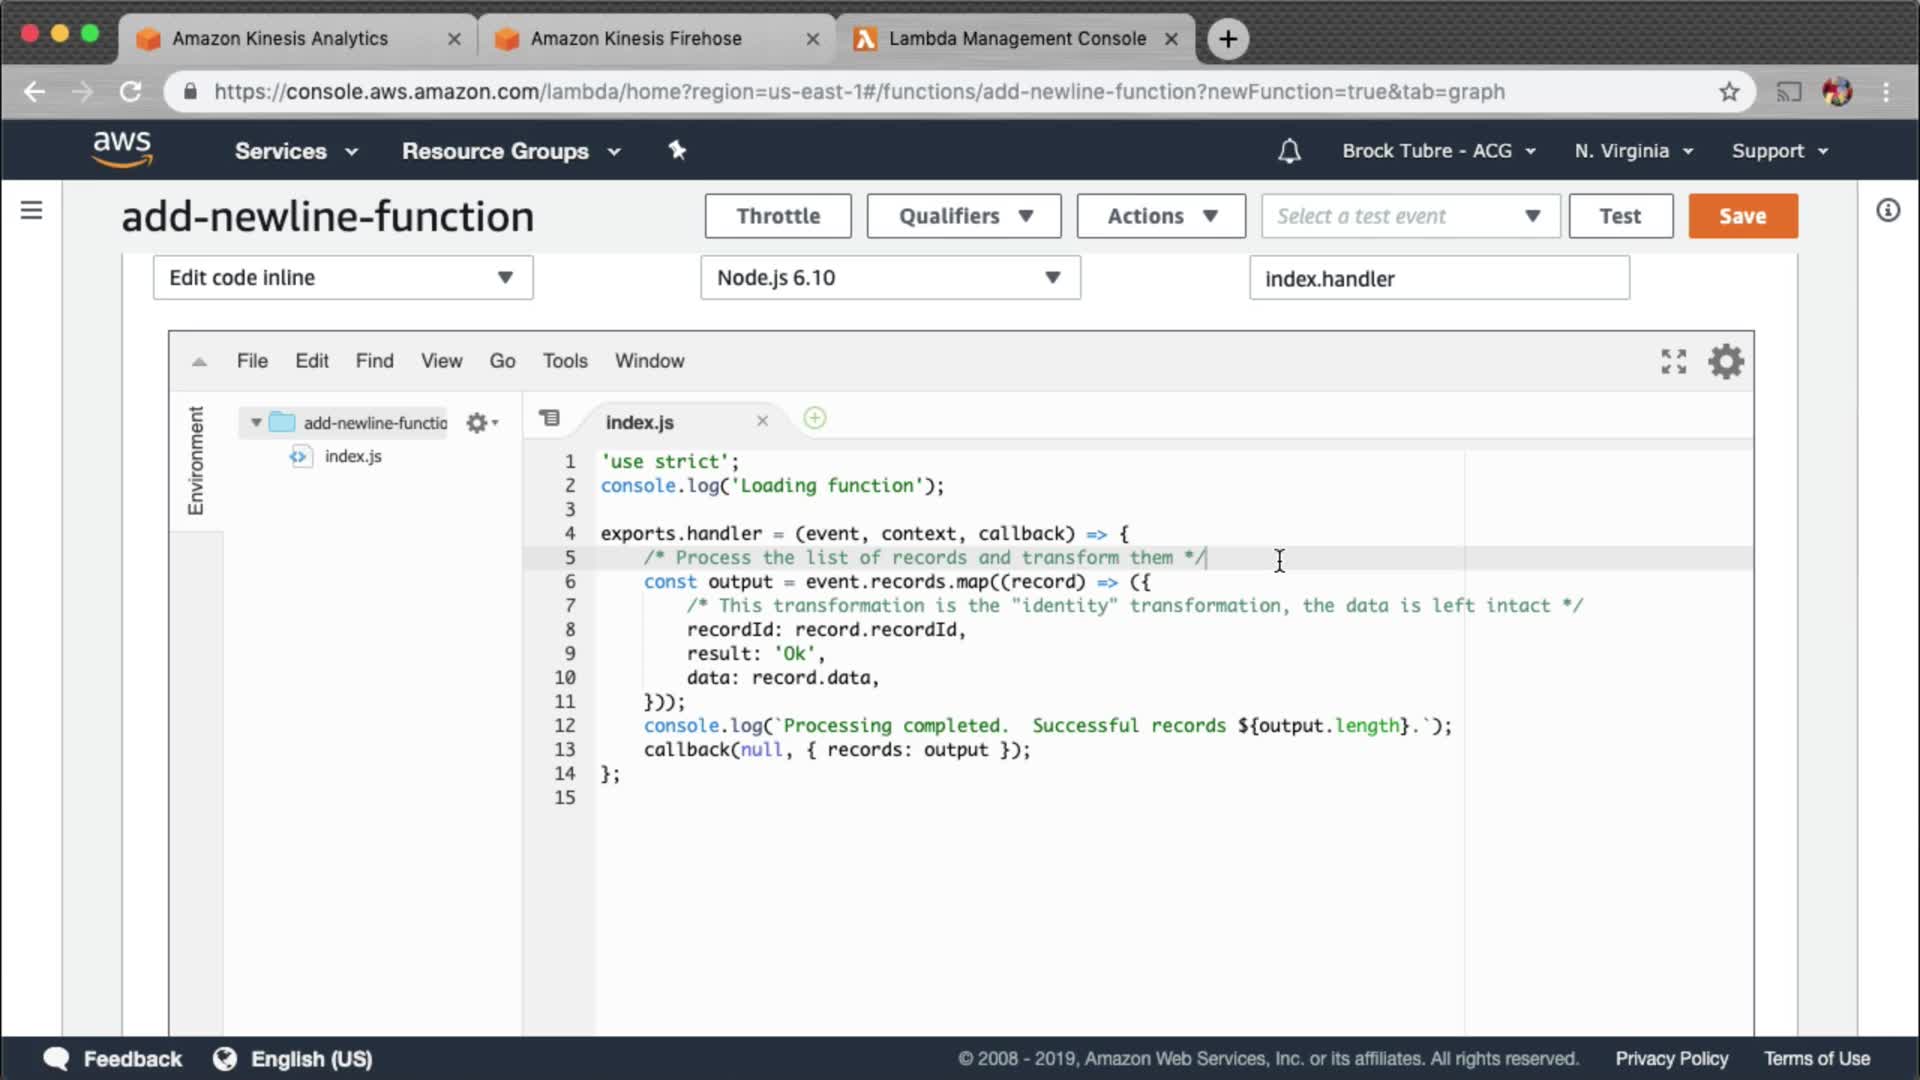 Amazon Kinesis Analytics
Amazon Kinesis Firehose
Lambda Management Console
https://console.aws.amazon.com/lambda/home?region=us-east-1#/functions/add-newline-function?newFunction=true&tab=graph
aws
Services
Resource Groups
Brock Tubre - ACG
N. Virginia
Support
add-newline-function
Throttle
Qualifiers
Actions
Select a test event
Test
Save
Edit code inline
Node.js 6.10
index.handler
File Edit Find View Go Tools Window
Environment
add-newline-functio
index.js
index.js
1 'use strict';
2 console.log('Loading function');
3
4 exports.handler = (event, context, callback) => {
5 /* Process the list of records and transform them */
6 const output = event.records.map((record) => ({
7 /* This transformation is the "identity" transformation, the data is left intact */
8 recordId: record.recordId,
9 result: 'Ok',
10 data: record.data,
11 }));
12 console.log(`Processing completed.  Successful records ${output.length}.`);
13 callback(null, { records: output });
14 };
15
Feedback
English (US)
© 2008 - 2019, Amazon Web Services, Inc. or its affiliates. All rights reserved.
Privacy Policy
Terms of Use